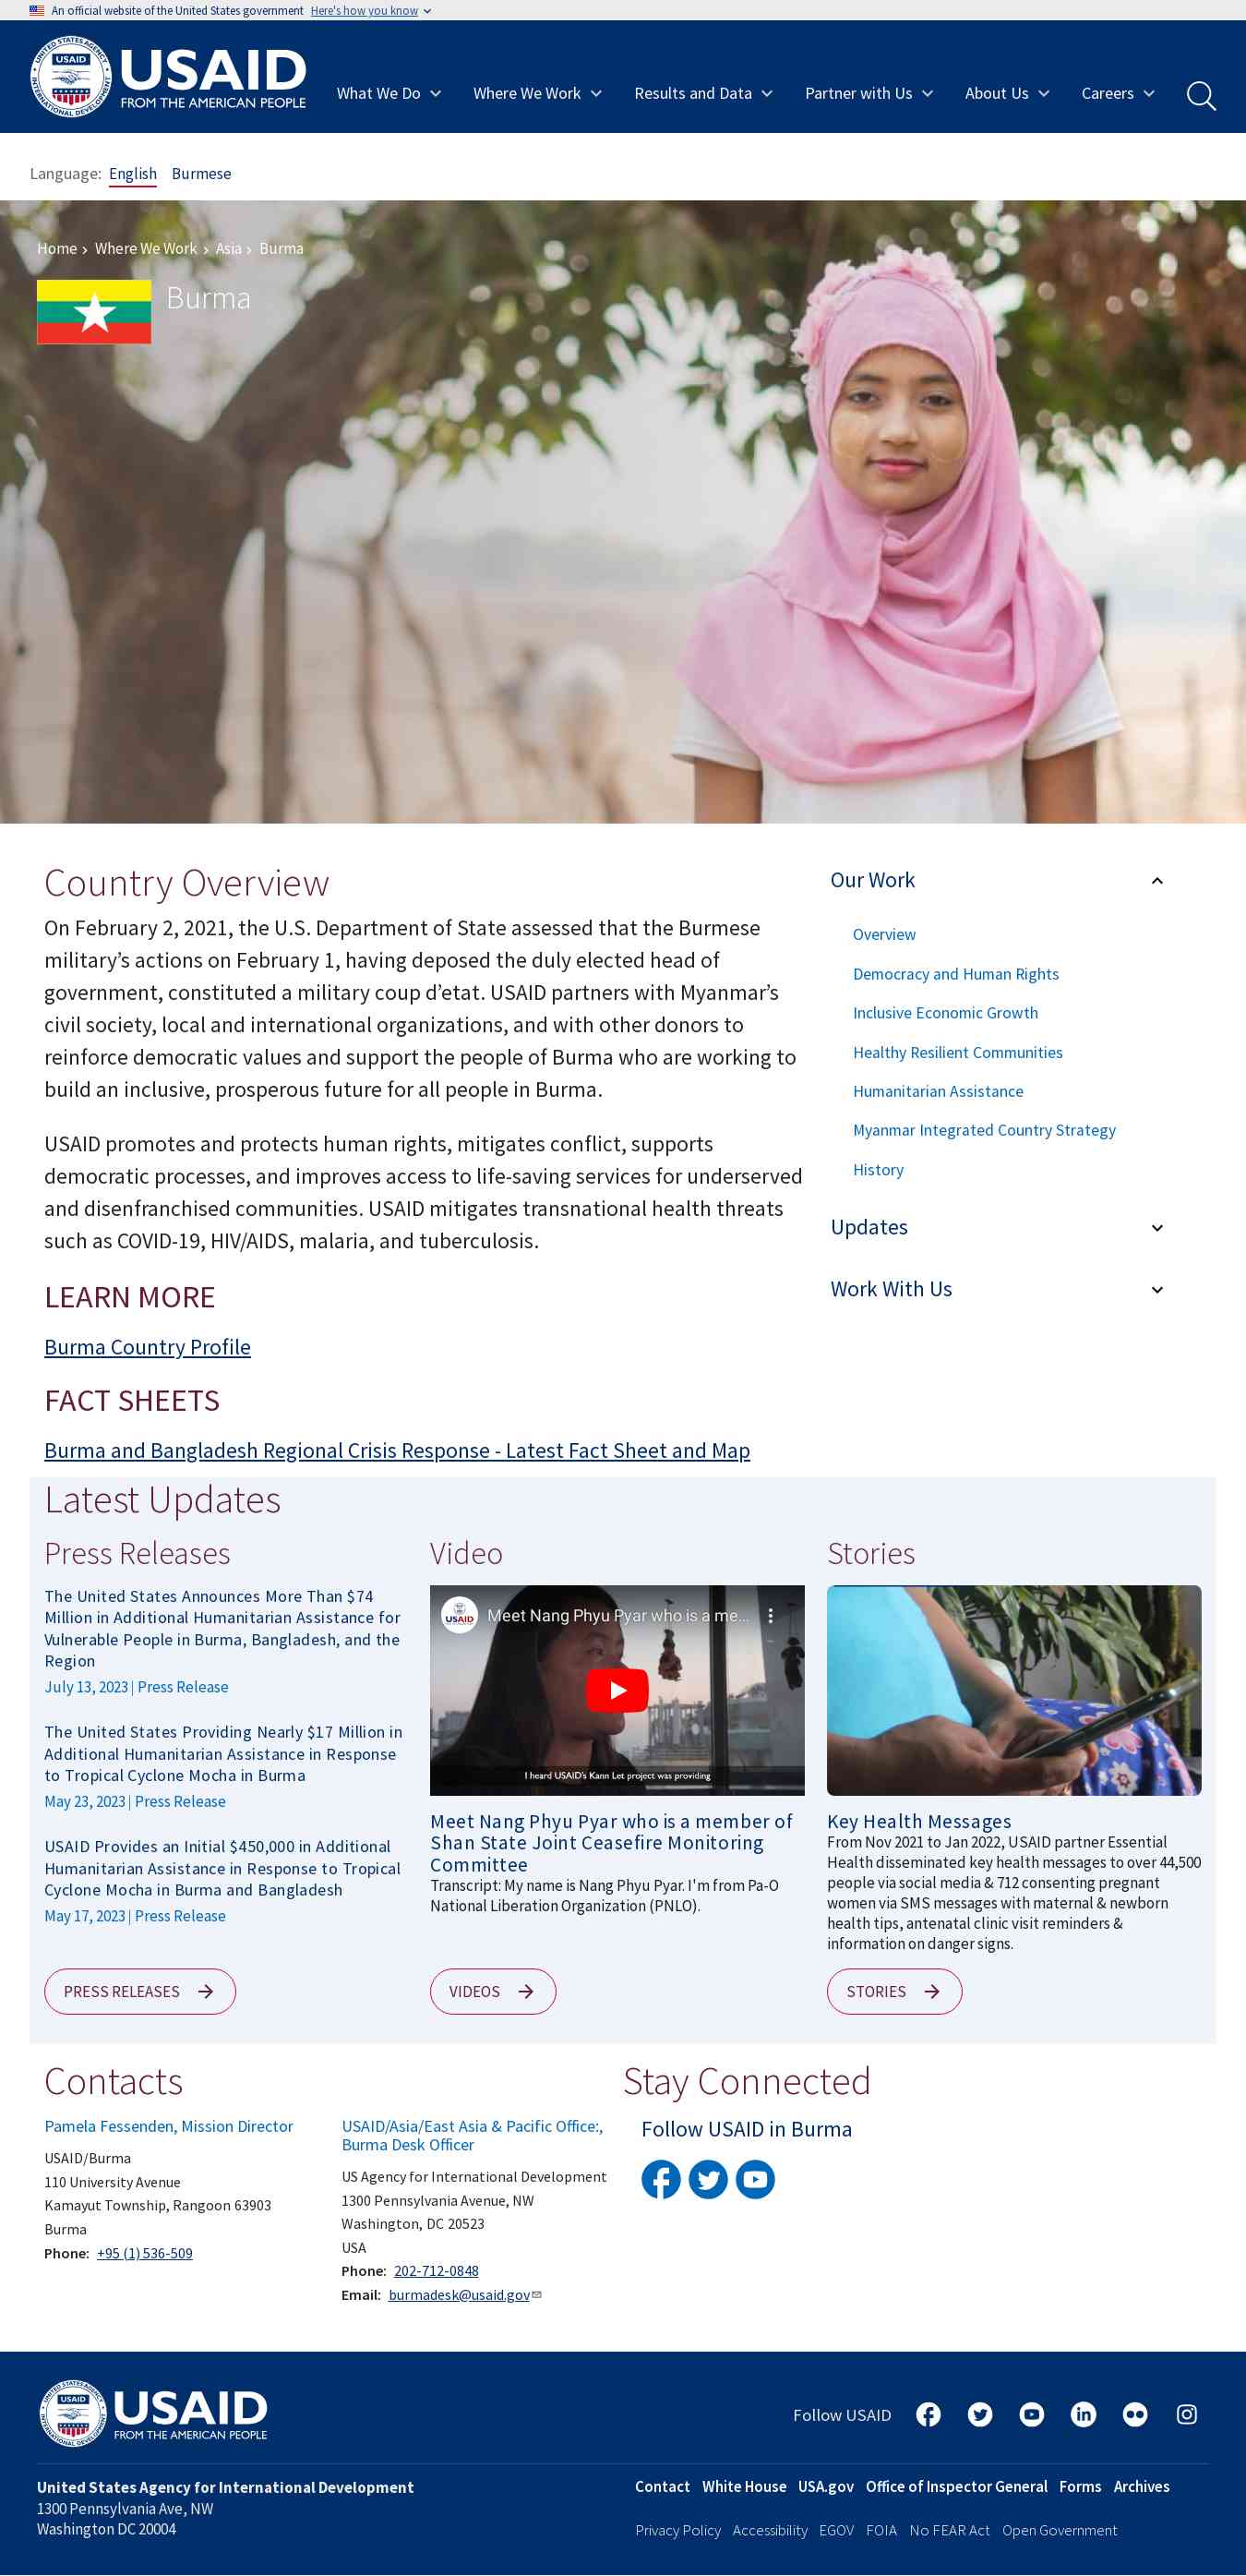 An official website of the United States government Here's how you know
UNITED STATES AGENCY
USAID
INTERNATIONAL DEVELOPMENT
USAID
FROM THE AMERICAN PEOPLE
What We Do
Where We Work
Results and Data
Partner with Us
About Us
Careers
Language: English Burmese
Home Where We Work Asia Burma
Burma
Country Overview
On February 2, 2021, the U.S. Department of State assessed that the Burmese
military’s actions on February 1, having deposed the duly elected head of
government, constituted a military coup d’etat. USAID partners with Myanmar’s
civil society, local and international organizations, and with other donors to
reinforce democratic values and support the people of Burma who are working to
build an inclusive, prosperous future for all people in Burma.
USAID promotes and protects human rights, mitigates conflict, supports
democratic processes, and improves access to life-saving services for underserved
and disenfranchised communities. USAID mitigates transnational health threats
such as COVID-19, HIV/AIDS, malaria, and tuberculosis.
LEARN MORE
Burma Country Profile
FACT SHEETS
Burma and Bangladesh Regional Crisis Response - Latest Fact Sheet and Map
Our Work
Overview
Democracy and Human Rights
Inclusive Economic Growth
Healthy Resilient Communities
Humanitarian Assistance
Myanmar Integrated Country Strategy
History
Updates
Work With Us
Latest Updates
Press Releases
The United States Announces More Than $74
Million in Additional Humanitarian Assistance for
Vulnerable People in Burma, Bangladesh, and the
Region
July 13, 2023 | Press Release
The United States Providing Nearly $17 Million in
Additional Humanitarian Assistance in Response
to Tropical Cyclone Mocha in Burma
May 23, 2023 | Press Release
USAID Provides an Initial $450,000 in Additional
Humanitarian Assistance in Response to Tropical
Cyclone Mocha in Burma and Bangladesh
May 17, 2023 | Press Release
PRESS RELEASES
Video
USAID
Meet Nang Phyu Pyar who is a me...
I heard USAID's Kann Let project was providing
Meet Nang Phyu Pyar who is a member of
Shan State Joint Ceasefire Monitoring
Committee
Transcript: My name is Nang Phyu Pyar. I'm from Pa-O
National Liberation Organization (PNLO).
VIDEOS
Stories
Key Health Messages
From Nov 2021 to Jan 2022, USAID partner Essential
Health disseminated key health messages to over 44,500
people via social media & 712 consenting pregnant
women via SMS messages with maternal & newborn
health tips, antenatal clinic visit reminders &
information on danger signs.
STORIES
Contacts
Pamela Fessenden, Mission Director
USAID/Burma
110 University Avenue
Kamayut Township, Rangoon 63903
Burma
Phone: +95 (1) 536-509
USAID/Asia/East Asia & Pacific Office:,
Burma Desk Officer
US Agency for International Development
1300 Pennsylvania Avenue, NW
Washington, DC 20523
USA
Phone: 202-712-0848
Email: burmadesk@usaid.gov
Stay Connected
Follow USAID in Burma
UNITED STATES AGENCY
USAID
INTERNATIONAL DEVELOPMENT
USAID
FROM THE AMERICAN PEOPLE
Follow USAID
United States Agency for International Development
1300 Pennsylvania Ave, NW
Washington DC 20004
Contact White House USA.gov Office of Inspector General Forms Archives
Privacy Policy Accessibility EGOV FOIA No FEAR Act Open Government